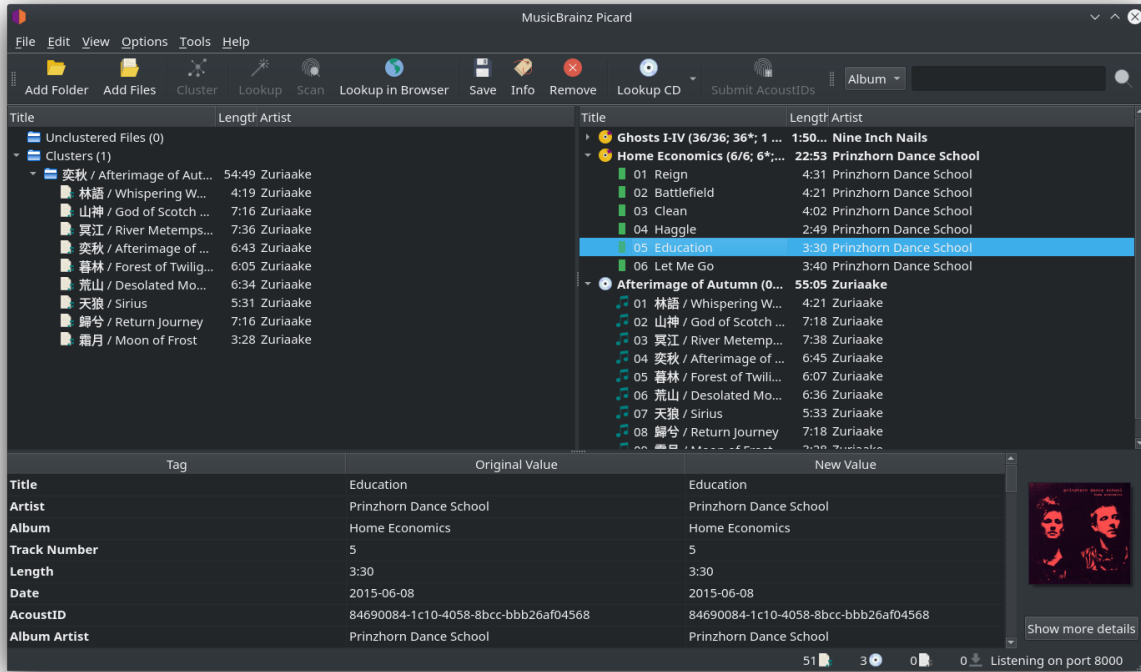 MusicBrainz Picard
File Edit View Options Tools Help
Add Folder Add Files Cluster Lookup Scan Lookup in Browser Save Info Remove Lookup CD Submit AcoustIDs Album
Title Length Artist
Unclustered Files (0)
Clusters (1)
奕秋 / Afterimage of Aut... 54:49 Zuriaake
林語 / Whispering W... 4:19 Zuriaake
山神 / God of Scotch ... 7:16 Zuriaake
冥江 / River Metemps... 7:36 Zuriaake
奕秋 / Afterimage of ... 6:43 Zuriaake
暮林 / Forest of Twilig... 6:05 Zuriaake
荒山 / Desolated Mo... 6:34 Zuriaake
天狼 / Sirius 5:31 Zuriaake
歸兮 / Return Journey 7:16 Zuriaake
霜月 / Moon of Frost 3:28 Zuriaake
Title Length Artist
Ghosts I-IV (36/36; 36*; 1 ... 1:50... Nine Inch Nails
Home Economics (6/6; 6*;... 22:53 Prinzhorn Dance School
01 Reign 4:31 Prinzhorn Dance School
02 Battlefield 4:21 Prinzhorn Dance School
03 Clean 4:02 Prinzhorn Dance School
04 Haggle 2:49 Prinzhorn Dance School
05 Education 3:30 Prinzhorn Dance School
06 Let Me Go 3:40 Prinzhorn Dance School
Afterimage of Autumn (0... 55:05 Zuriaake
01 林語 / Whispering W... 4:21 Zuriaake
02 山神 / God of Scotch ... 7:18 Zuriaake
03 冥江 / River Metemp... 7:38 Zuriaake
04 奕秋 / Afterimage of ... 6:45 Zuriaake
05 暮林 / Forest of Twili... 6:07 Zuriaake
06 荒山 / Desolated Mo... 6:36 Zuriaake
07 天狼 / Sirius 5:33 Zuriaake
08 歸兮 / Return Journey 7:18 Zuriaake
Tag Original Value New Value
Title Education Education
Artist Prinzhorn Dance School Prinzhorn Dance School
Album Home Economics Home Economics
Track Number 5 5
Length 3:30 3:30
Date 2015-06-08 2015-06-08
AcoustID 84690084-1c10-4058-8bcc-bbb26af04568 84690084-1c10-4058-8bcc-bbb26af04568
Album Artist Prinzhorn Dance School Prinzhorn Dance School
prinzhorn dance school
home economics
Show more details
51 3 0 0 Listening on port 8000